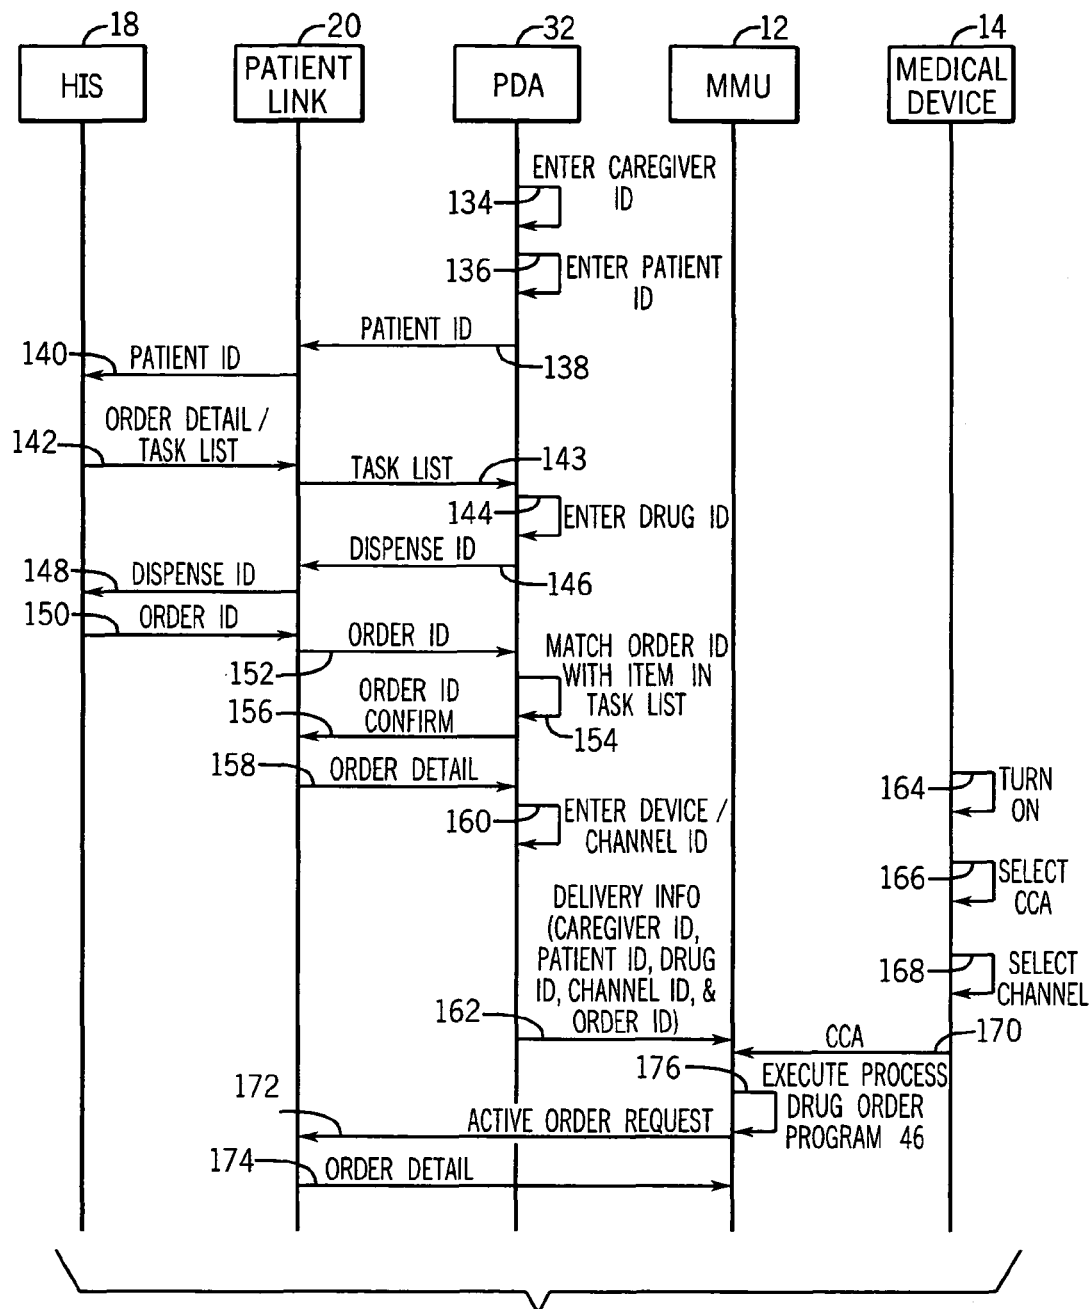 18
20
32
12
14
HIS
PATIENT
LINK
PDA
MMU
MEDICAL
DEVICE
ENTER CAREGIVER
ID
134
136
ENTER PATIENT
ID
PATIENT ID
138
140
PATIENT ID
ORDER DETAIL /
TASK LIST
142
TASK LIST
143
144
ENTER DRUG ID
DISPENSE ID
146
148
DISPENSE ID
150
ORDER ID
ORDER ID
152
MATCH ORDER ID
WITH ITEM IN
TASK LIST
154
ORDER ID
CONFIRM
156
158
ORDER DETAIL
160
ENTER DEVICE /
CHANNEL ID
164
TURN
ON
166
SELECT
CCA
168
SELECT
CHANNEL
DELIVERY INFO
(CAREGIVER ID,
PATIENT ID, DRUG
ID, CHANNEL ID, &
ORDER ID)
162
CCA
170
176
EXECUTE PROCESS
DRUG ORDER
PROGRAM 46
172
ACTIVE ORDER REQUEST
174
ORDER DETAIL